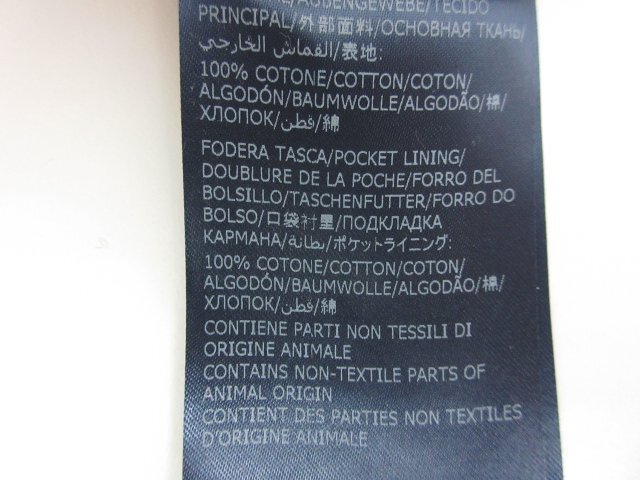 /AUßENGEWEBE/TECIDO
PRINCIPAL/外部面料/ОСНОВНАЯ ТКАНЬ/
القماش الخارجي/表地:
100% COTONE/COTTON/COTON/
ALGODÓN/BAUMWOLLE/ALGODÃO/棉/
ХЛОПОК/قطن/綿
FODERA TASCA/POCKET LINING/
DOUBLURE DE LA POCHE/FORRO DEL
BOLSILLO/TASCHENFUTTER/FORRO DO
BOLSO/口袋衬里/ПОДКЛАДКА
КАРМАНА/بطانة/ポケットライニング:
100% COTONE/COTTON/COTON/
ALGODÓN/BAUMWOLLE/ALGODÃO/棉/
ХЛОПОК/قطن/綿
CONTIENE PARTI NON TESSILI DI
ORIGINE ANIMALE
CONTAINS NON-TEXTILE PARTS OF
ANIMAL ORIGIN
CONTIENT DES PARTIES NON TEXTILES
D'ORIGINE ANIMALE